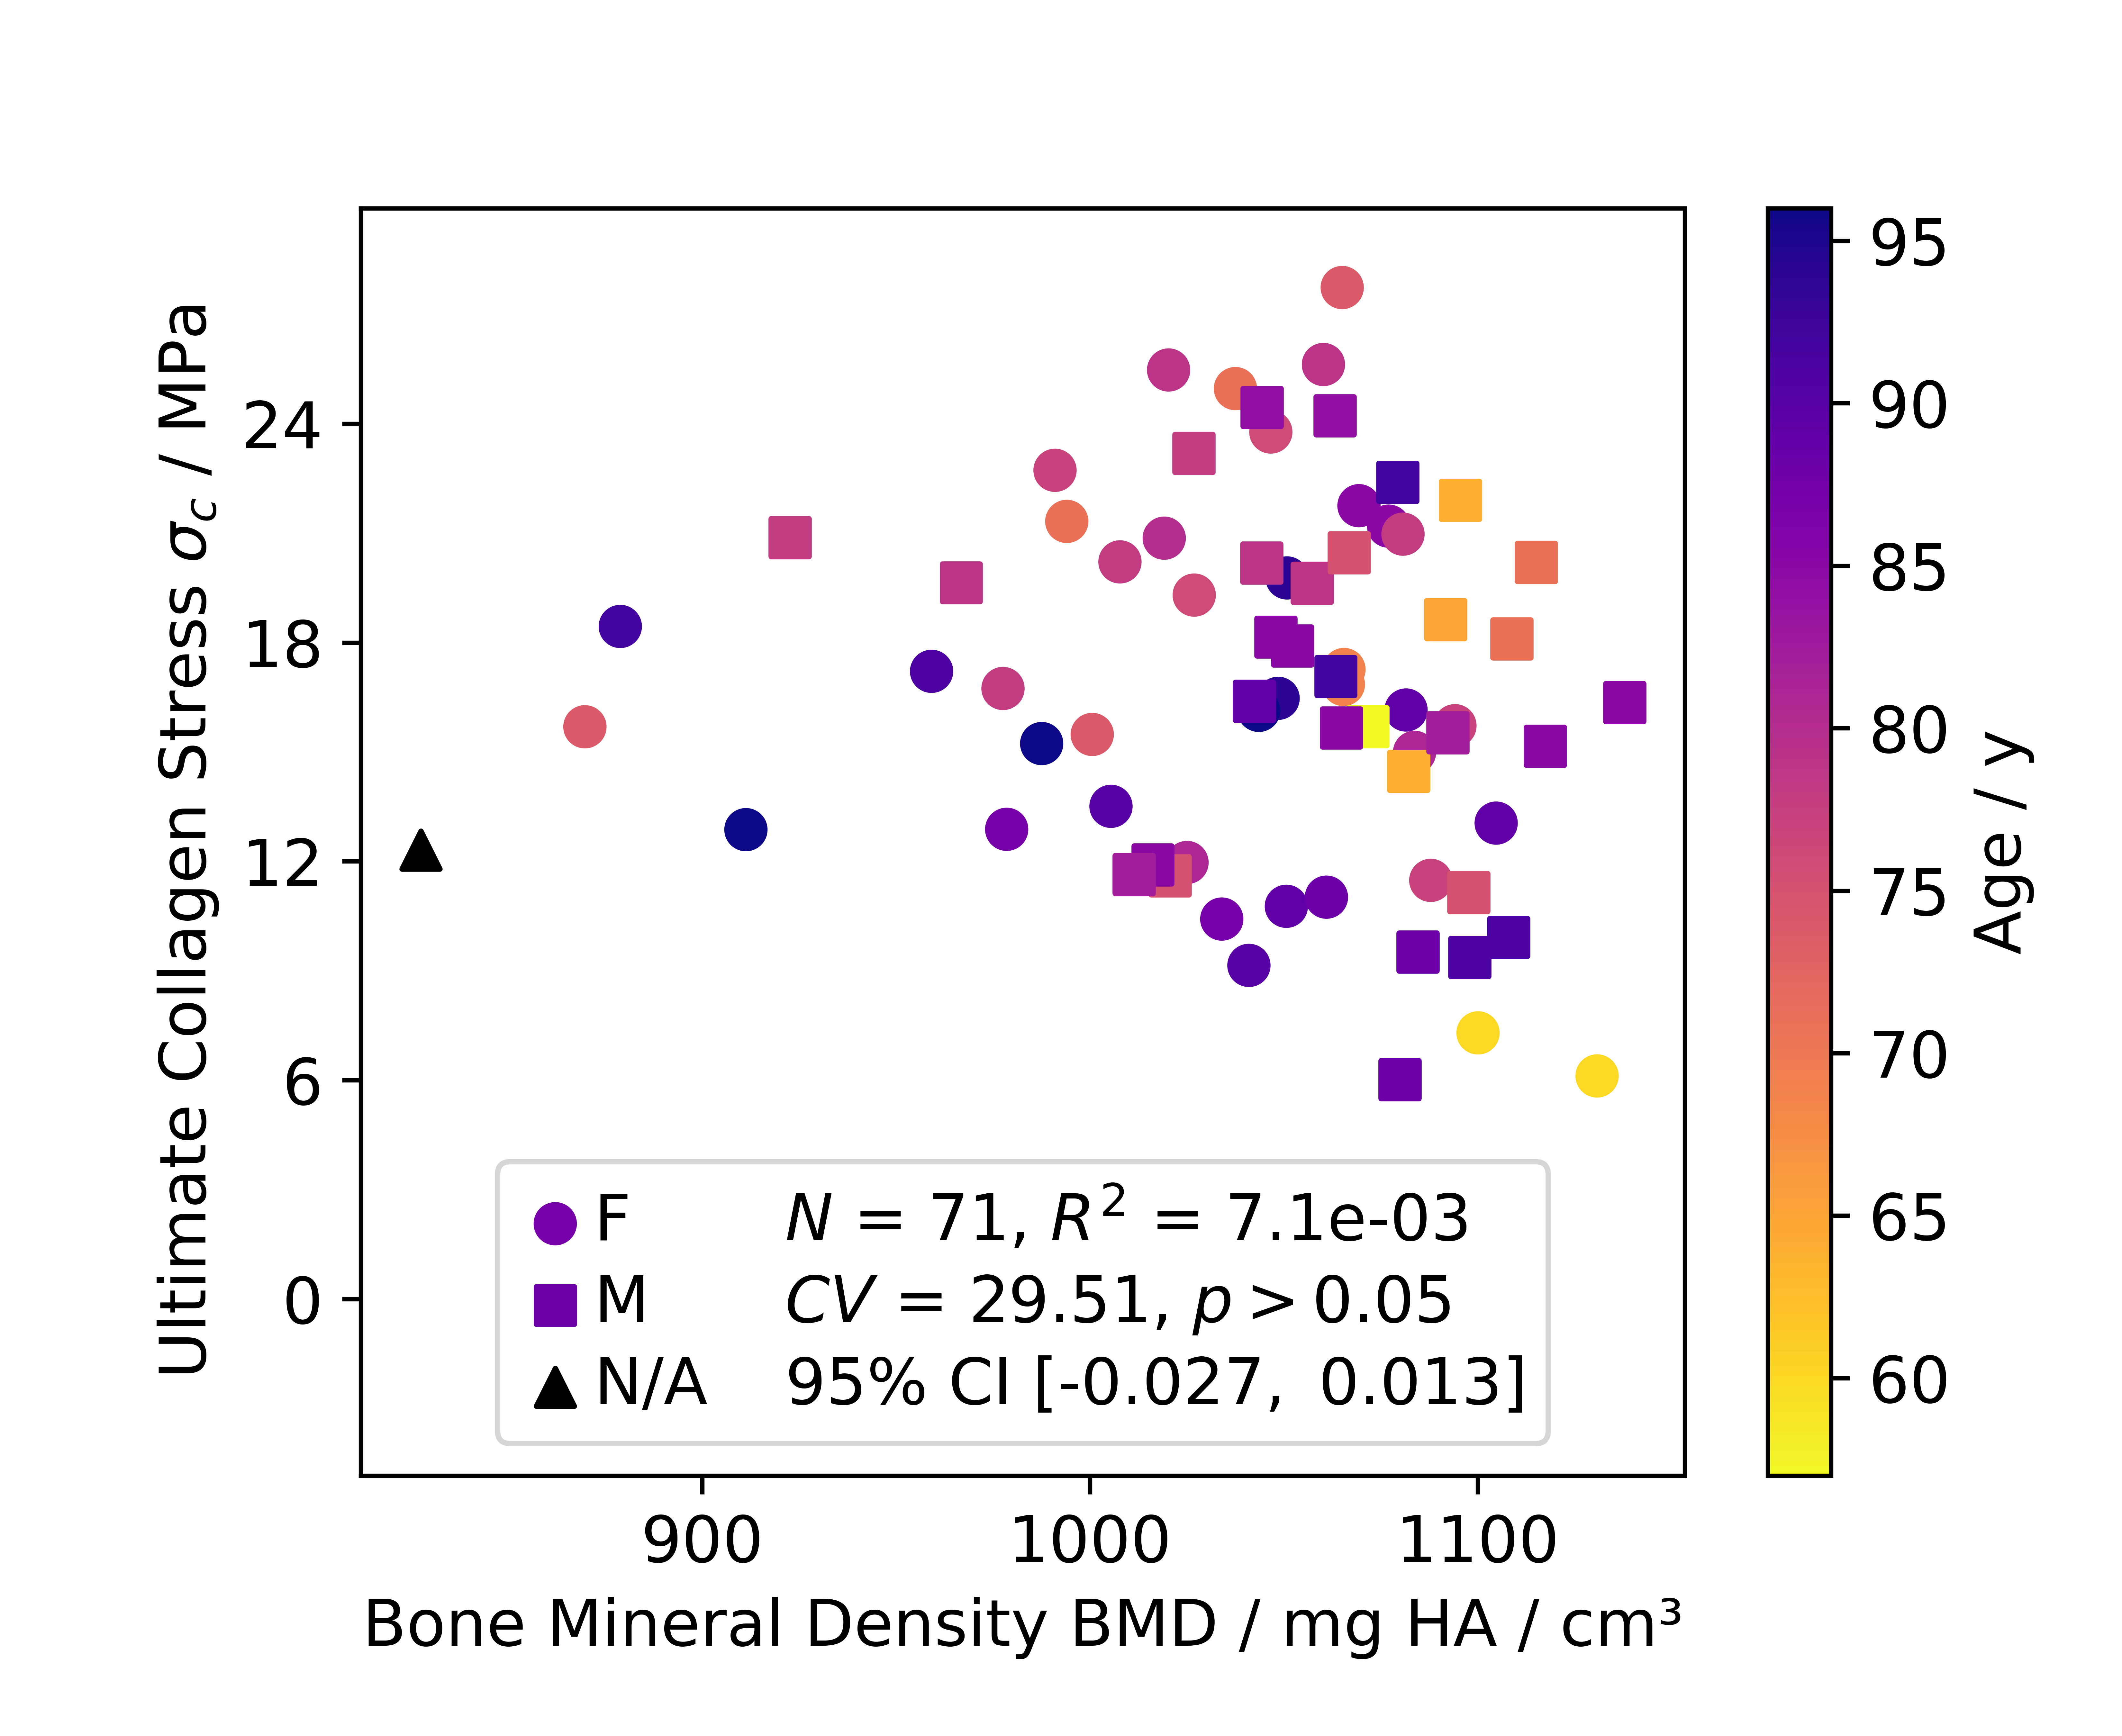 Ultimate Collagen Stress σc / MPa
24
18
12
6
0
F N = 71, R² = 7.1e-03
M CV = 29.51, p > 0.05
N/A 95% CI [-0.027, 0.013]
900 1000 1100
Bone Mineral Density BMD / mg HA / cm³
95
90
85
80
75
70
65
60
Age / y